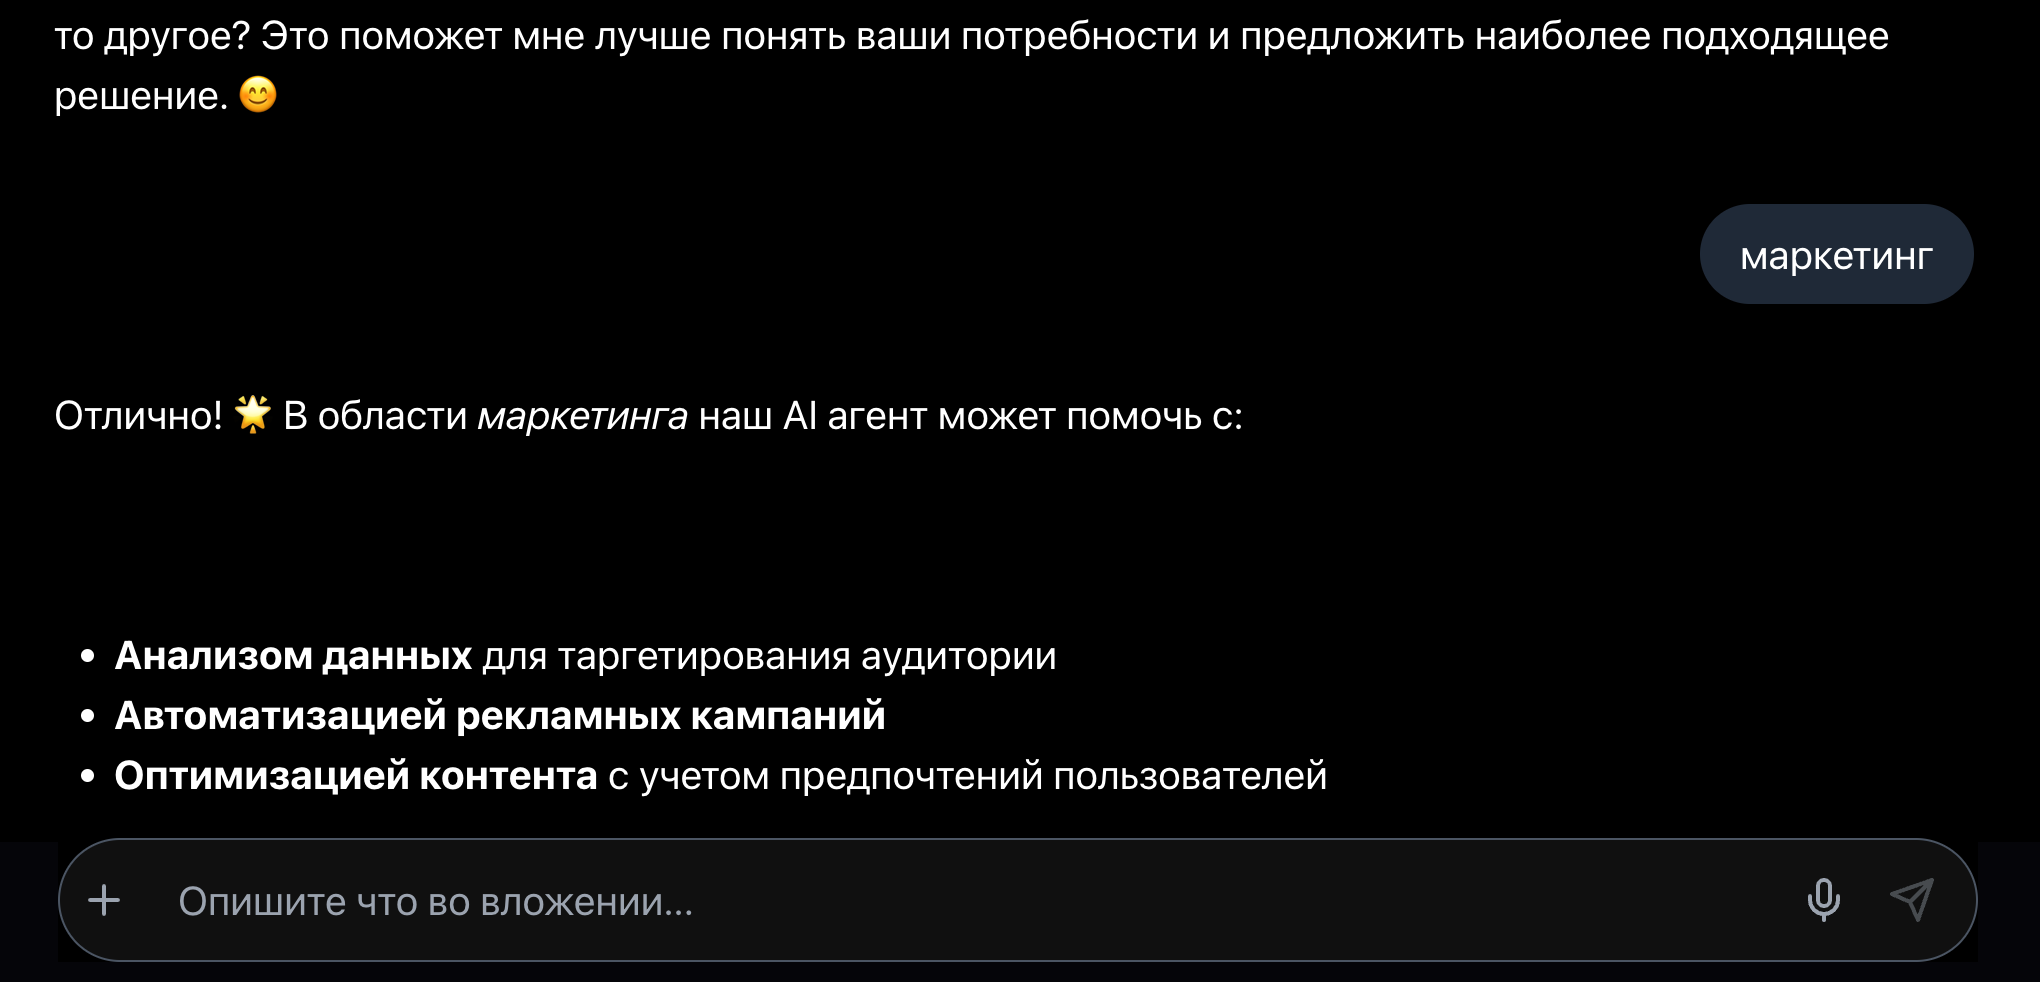 то другое? Это поможет мне лучше понять ваши потребности и предложить наиболее подходящее
решение. 😊
маркетинг
Отлично! 🌟 В области маркетинга наш AI агент может помочь с:
• Анализом данных для таргетирования аудитории
• Автоматизацией рекламных кампаний
• Оптимизацией контента с учетом предпочтений пользователей
Опишите что во вложении...